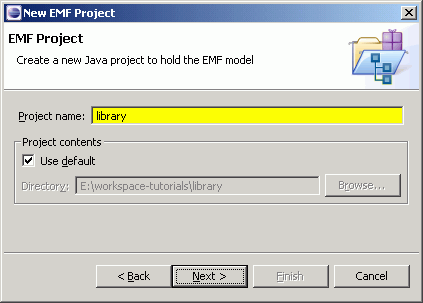 New EMF Project
EMF Project
Create a new Java project to hold the EMF model
Project name: library
Project contents
Use default
Directory: E:\workspace-tutorials\library Browse...
< Back Next > Finish Cancel